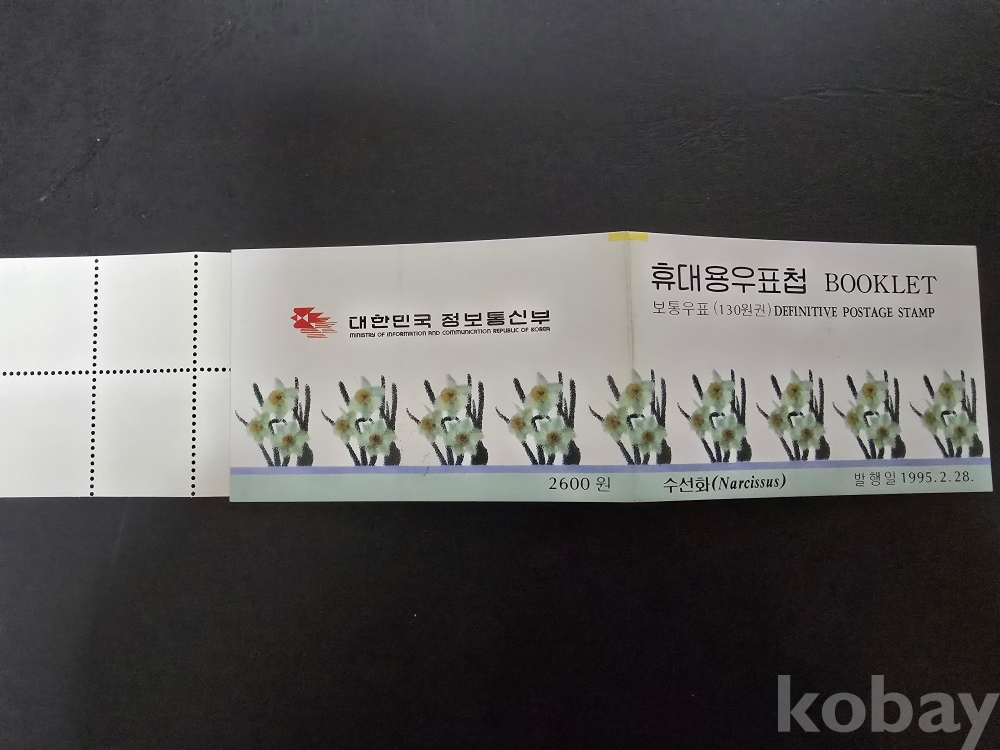 대한민국 정보통신부
MINISTRY OF INFORMATION AND COMMUNICATION REPUBLIC OF KOREA
2600 원
휴대용우표첩 BOOKLET
보통우표 (130원권) DEFINITIVE POSTAGE STAMP
수선화(Narcissus)
발행일 1995.2.28.
kobay